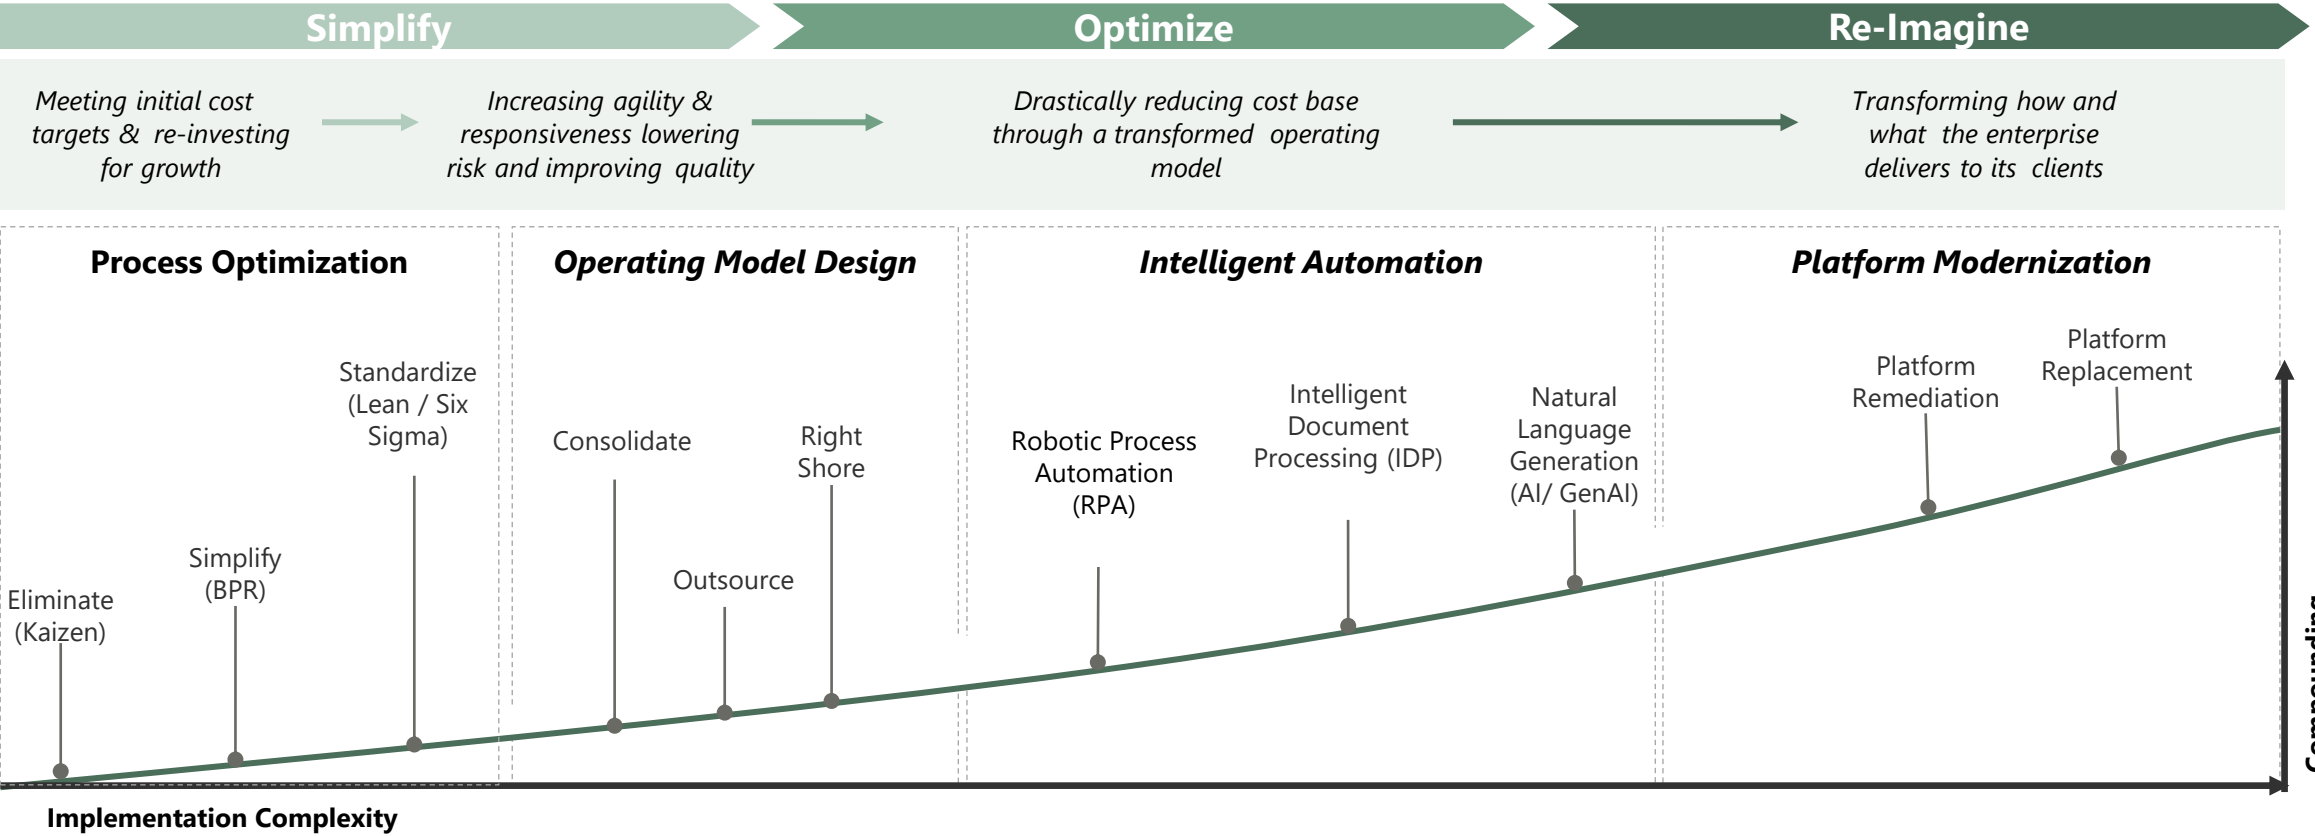 Simplify
Optimize
Re-Imagine
Meeting initial cost
targets & re-investing
for growth
Increasing agility &
responsiveness lowering
risk and improving quality
Drastically reducing cost base
through a transformed operating
model
Transforming how and
what the enterprise
delivers to its clients
Process Optimization
Operating Model Design
Intelligent Automation
Platform Modernization
Eliminate
(Kaizen)
Simplify
(BPR)
Standardize
(Lean / Six
Sigma)
Consolidate
Outsource
Right
Shore
Robotic Process
Automation
(RPA)
Intelligent
Document
Processing (IDP)
Natural
Language
Generation
(AI/ GenAI)
Platform
Remediation
Platform
Replacement
Compounding
Implementation Complexity